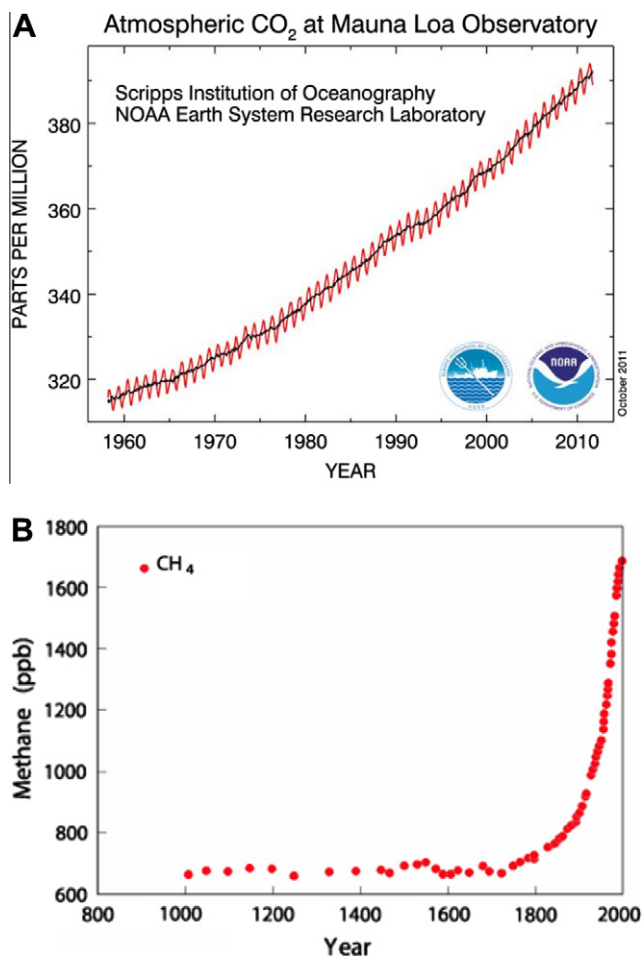 A
Atmospheric CO2 at Mauna Loa Observatory
Scripps Institution of Oceanography
NOAA Earth System Research Laboratory
PARTS PER MILLION
380
360
340
320
1960 1970 1980 1990 2000 2010
YEAR
NOAA
October 2011
B
CH4
Methane (ppb)
1800
1600
1400
1200
1000
800
600
800 1000 1200 1400 1600 1800 2000
Year